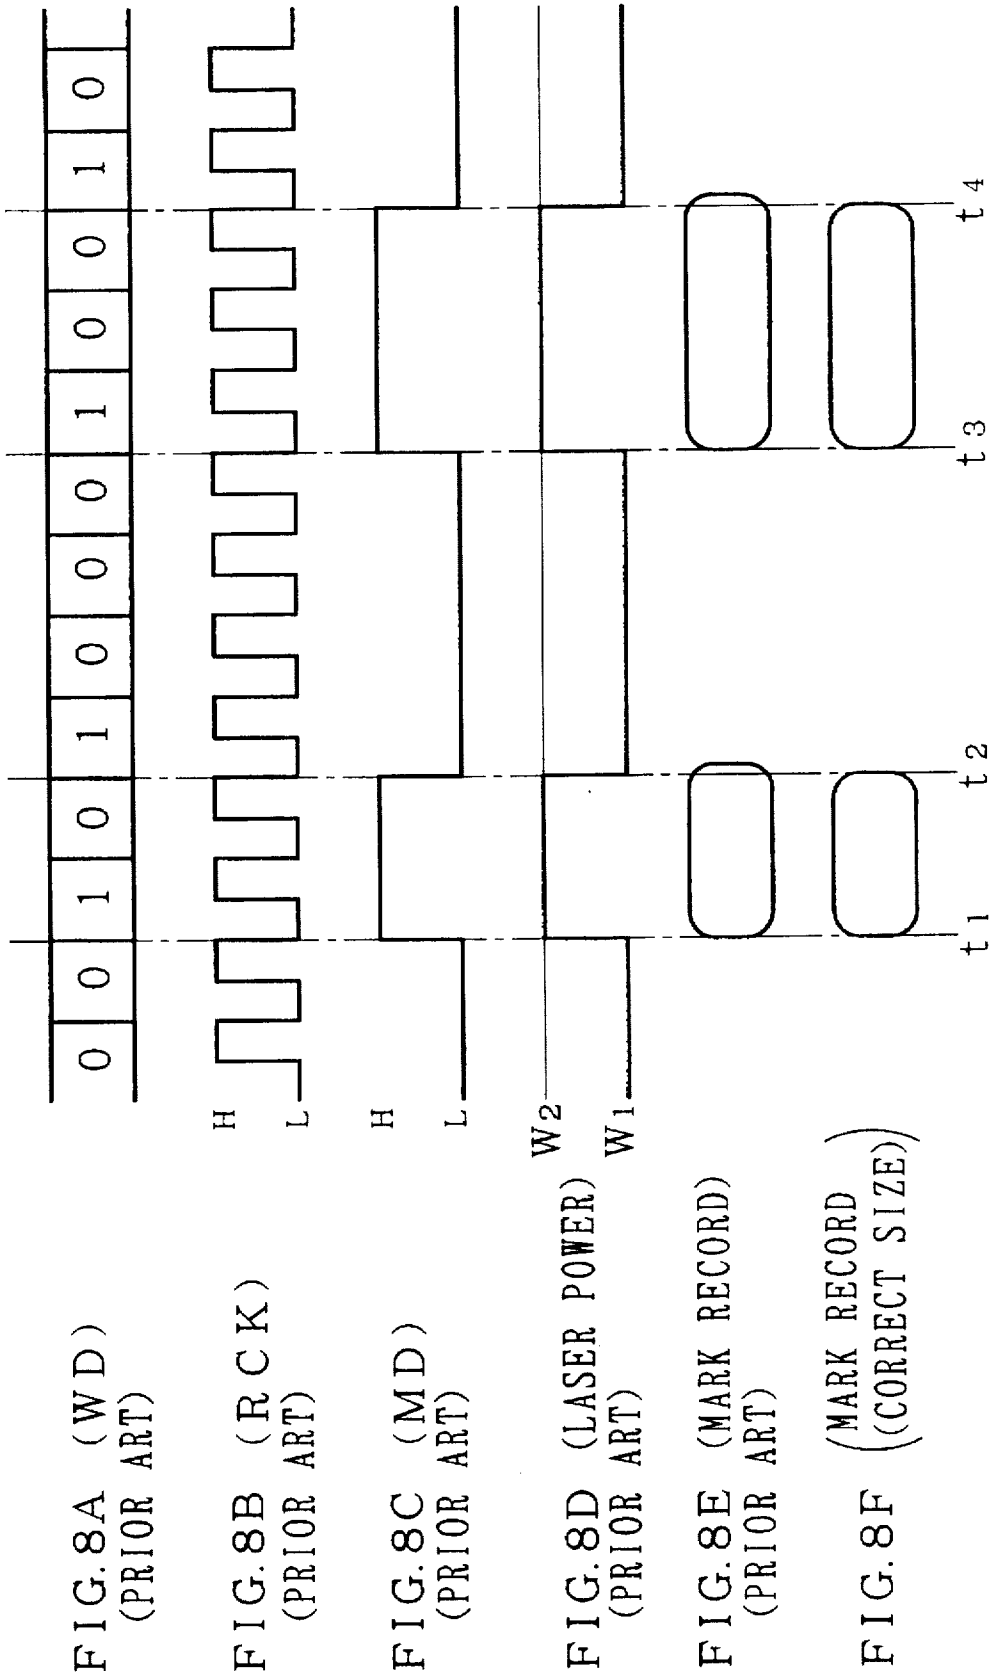 FIG.8A (WD)
(PRIOR ART)
0 0 1 0 1 0 0 0 1 0 0 1 0
FIG.8B (RCK)
(PRIOR ART)
H
L
FIG.8C (MD)
(PRIOR ART)
H
L
FIG.8D (LASER POWER)
(PRIOR ART)
W2
W1
FIG.8E (MARK RECORD)
(PRIOR ART)
FIG.8F (MARK RECORD
(CORRECT SIZE))
t1 t2 t3 t4